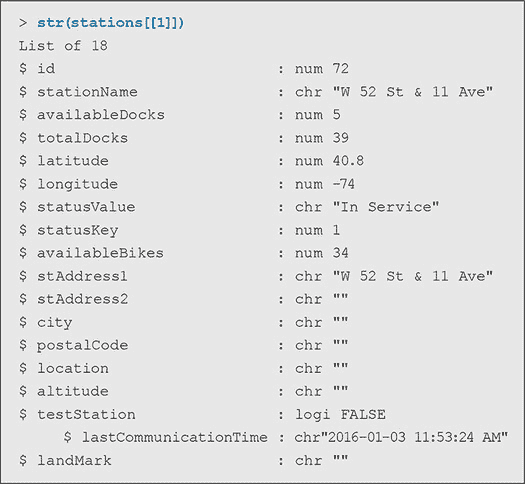 > str(stations[[1]])
List of 18
$ id : num 72
$ stationName : chr "W 52 St & 11 Ave"
$ availableDocks : num 5
$ totalDocks : num 39
$ latitude : num 40.8
$ longitude : num -74
$ statusValue : chr "In Service"
$ statusKey : num 1
$ availableBikes : num 34
$ stAddress1 : chr "W 52 St & 11 Ave"
$ stAddress2 : chr ""
$ city : chr ""
$ postalCode : chr ""
$ location : chr ""
$ altitude : chr ""
$ testStation : logi FALSE
$ lastCommunicationTime : chr"2016-01-03 11:53:24 AM"
$ landMark : chr ""